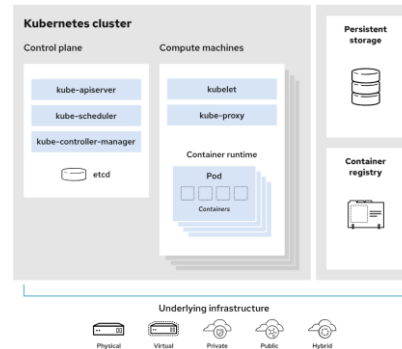 Kubernetes cluster
Control plane
kube-apiserver
kube-scheduler
kube-controller-manager
etcd
Compute machines
kubelet
kube-proxy
Container runtime
Pod
Containers
Persistent
storage
Container
registry
Underlying infrastructure
Physical
Virtual
Private
Public
Hybrid